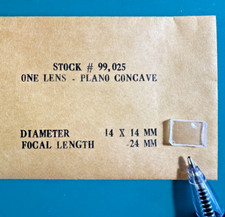 STOCK # 99,025
ONE LENS - PLANO CONCAVE
DIAMETER 14 X 14 MM
FOCAL LENGTH -24 MM